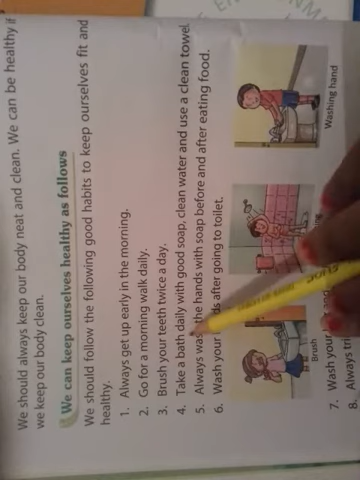 We should always keep our body neat and clean. We can be healthy if
we keep our body clean.
We can keep ourselves healthy as follows
We should follow the following good habits to keep ourselves fit and
healthy.
1. Always get up early in the morning.
2. Go for a morning walk daily.
3. Brush your teeth twice a day.
4. Take a bath daily with good soap, clean water and use a clean towel.
5. Always wash the hands with soap before and after eating food.
6. Wash your hands after going to toilet.
Brush
Washing hand
7. Wash your
8. Always